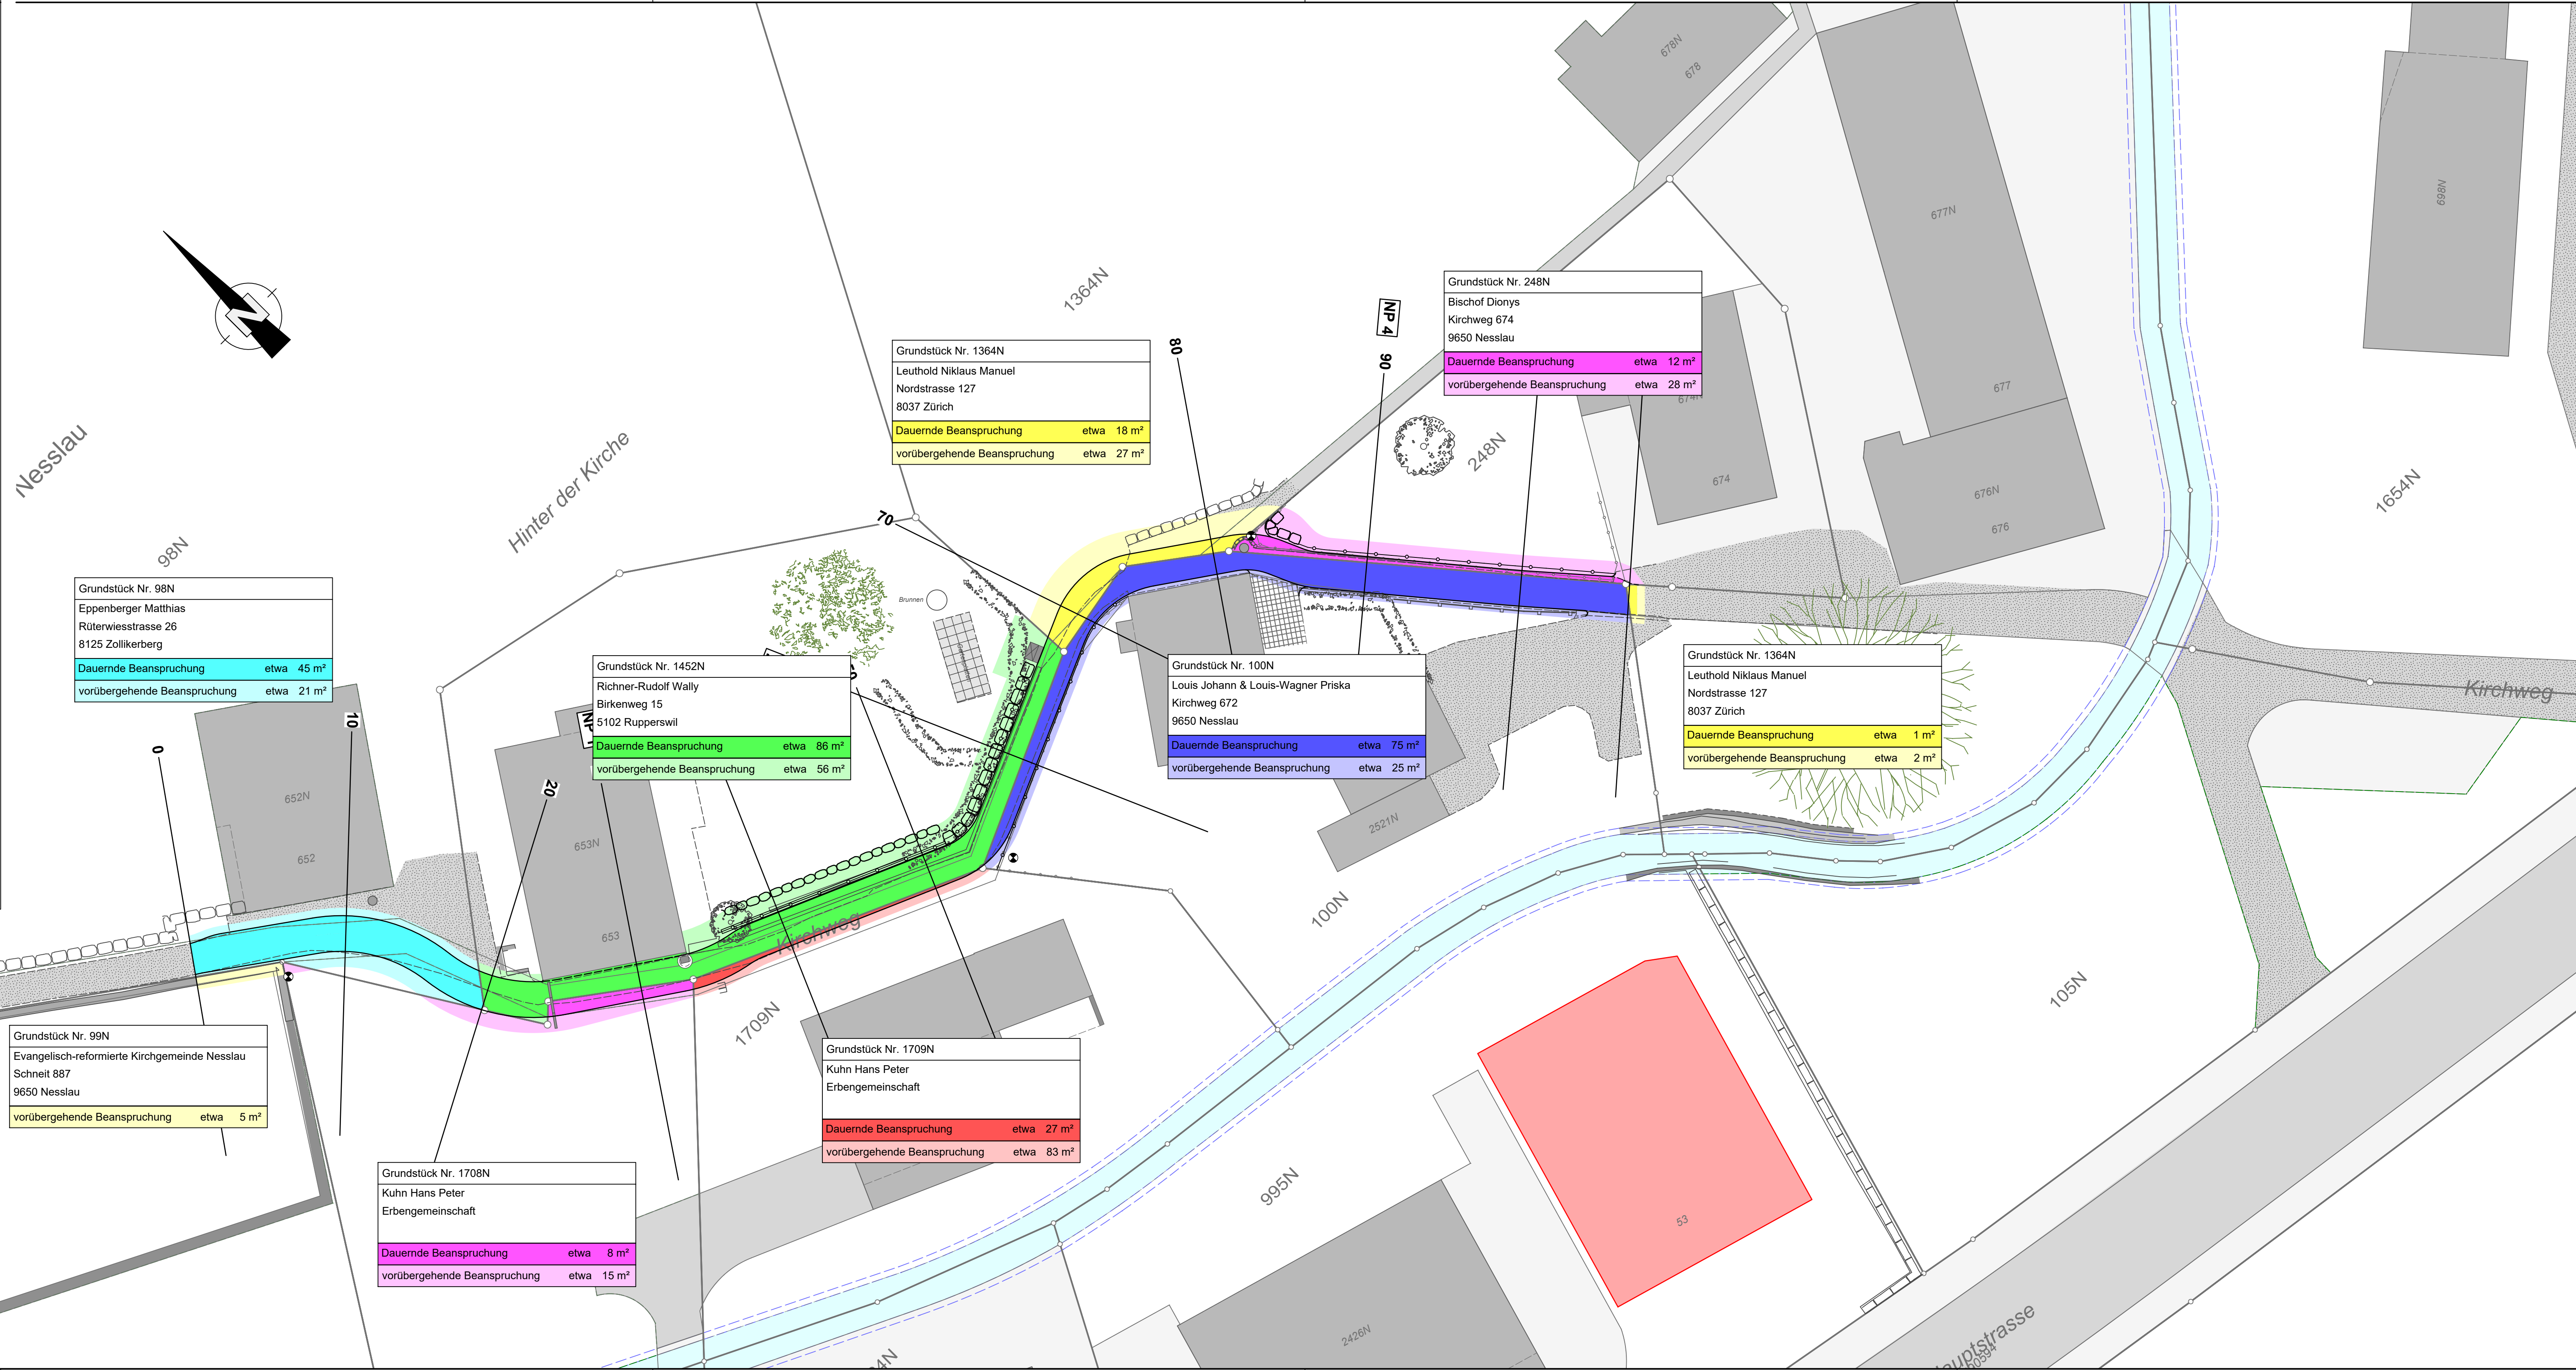 678N
678
677N
698N
1364N
NP 4
80
90
Grundstück Nr. 248N
Bischof Dionys
Kirchweg 674
9650 Nesslau
Dauernde Beanspruchung etwa 12 m²
vorübergehende Beanspruchung etwa 28 m²
674N
677
674
248N
676N
676
1654N
N
Nesslau
98N
Hinter der Kirche
Grundstück Nr. 1364N
Leuthold Niklaus Manuel
Nordstrasse 127
8037 Zürich
Dauernde Beanspruchung etwa 18 m²
vorübergehende Beanspruchung etwa 27 m²
70
Brunnen
Grundstück Nr. 98N
Eppenberger Matthias
Rüterwiesstrasse 26
8125 Zollikerberg
Dauernde Beanspruchung etwa 45 m²
vorübergehende Beanspruchung etwa 21 m²
Grundstück Nr. 1452N
Richner-Rudolf Wally
Birkenweg 15
5102 Rupperswil
Dauernde Beanspruchung etwa 86 m²
vorübergehende Beanspruchung etwa 56 m²
Grundstück Nr. 100N
Louis Johann & Louis-Wagner Priska
Kirchweg 672
9650 Nesslau
Dauernde Beanspruchung etwa 75 m²
vorübergehende Beanspruchung etwa 25 m²
Grundstück Nr. 1364N
Leuthold Niklaus Manuel
Nordstrasse 127
8037 Zürich
Dauernde Beanspruchung etwa 1 m²
vorübergehende Beanspruchung etwa 2 m²
Kirchweg
0
10
20
652N
652
653N
653
2521N
Kirchweg
100N
105N
1709N
Grundstück Nr. 99N
Evangelisch-reformierte Kirchgemeinde Nesslau
Schneit 887
9650 Nesslau
vorübergehende Beanspruchung etwa 5 m²
Grundstück Nr. 1709N
Kuhn Hans Peter
Erbengemeinschaft
Dauernde Beanspruchung etwa 27 m²
vorübergehende Beanspruchung etwa 83 m²
Grundstück Nr. 1708N
Kuhn Hans Peter
Erbengemeinschaft
Dauernde Beanspruchung etwa 8 m²
vorübergehende Beanspruchung etwa 15 m²
995N
53
2426N
4N
auptstrasse